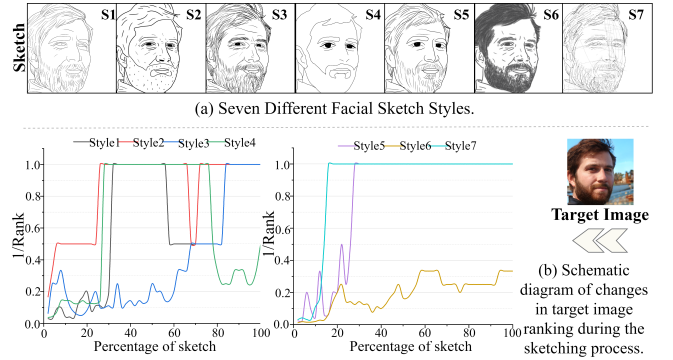 Sketch
S1 S2 S3 S4 S5 S6 S7
(a) Seven Different Facial Sketch Styles.
Style1 Style2 Style3 Style4
1/Rank
1.0
0.8
0.6
0.4
0.2
0.0
0 20 40 60 80 100
Percentage of sketch
Style5 Style6 Style7
1/Rank
1.0
0.8
0.6
0.4
0.2
0.0
0 20 40 60 80 100
Percentage of sketch
Target Image
(b) Schematic
diagram of changes
in target image
ranking during the
sketching process.